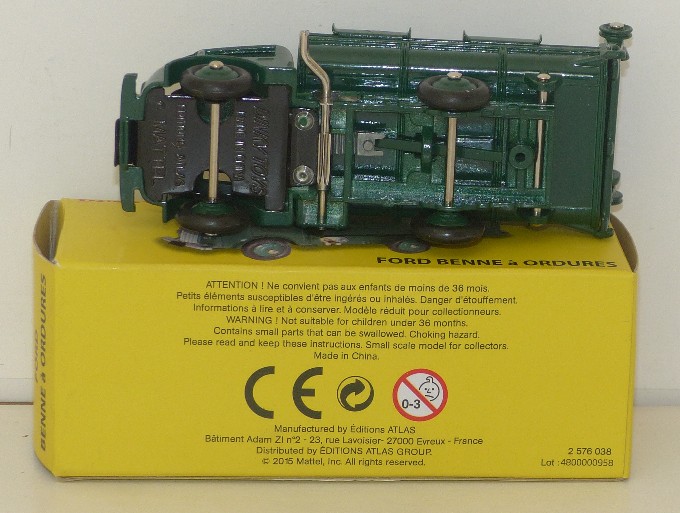 FORD BENNE à ORDURES
FORD
BENNE à ORDURES
ATTENTION ! Ne convient pas aux enfants de moins de 36 mois.
Petits éléments susceptibles d'être ingérés ou inhalés. Danger d'étouffement.
Informations à lire et à conserver. Modèle réduit pour collectionneurs.
WARNING ! Not suitable for children under 36 months.
Contains small parts that can be swallowed. Choking hazard.
Please read and keep these instructions. Small scale model for collectors.
Made in China.
CE
0-3
Manufactured by Éditions ATLAS
Bâtiment Adam ZI n°2 - 23, rue Lavoisier- 27000 Evreux - France
Distributed by ÉDITIONS ATLAS GROUP.
© 2015 Mattel, Inc. All rights reserved.
2 576 038
Lot : 4800000958